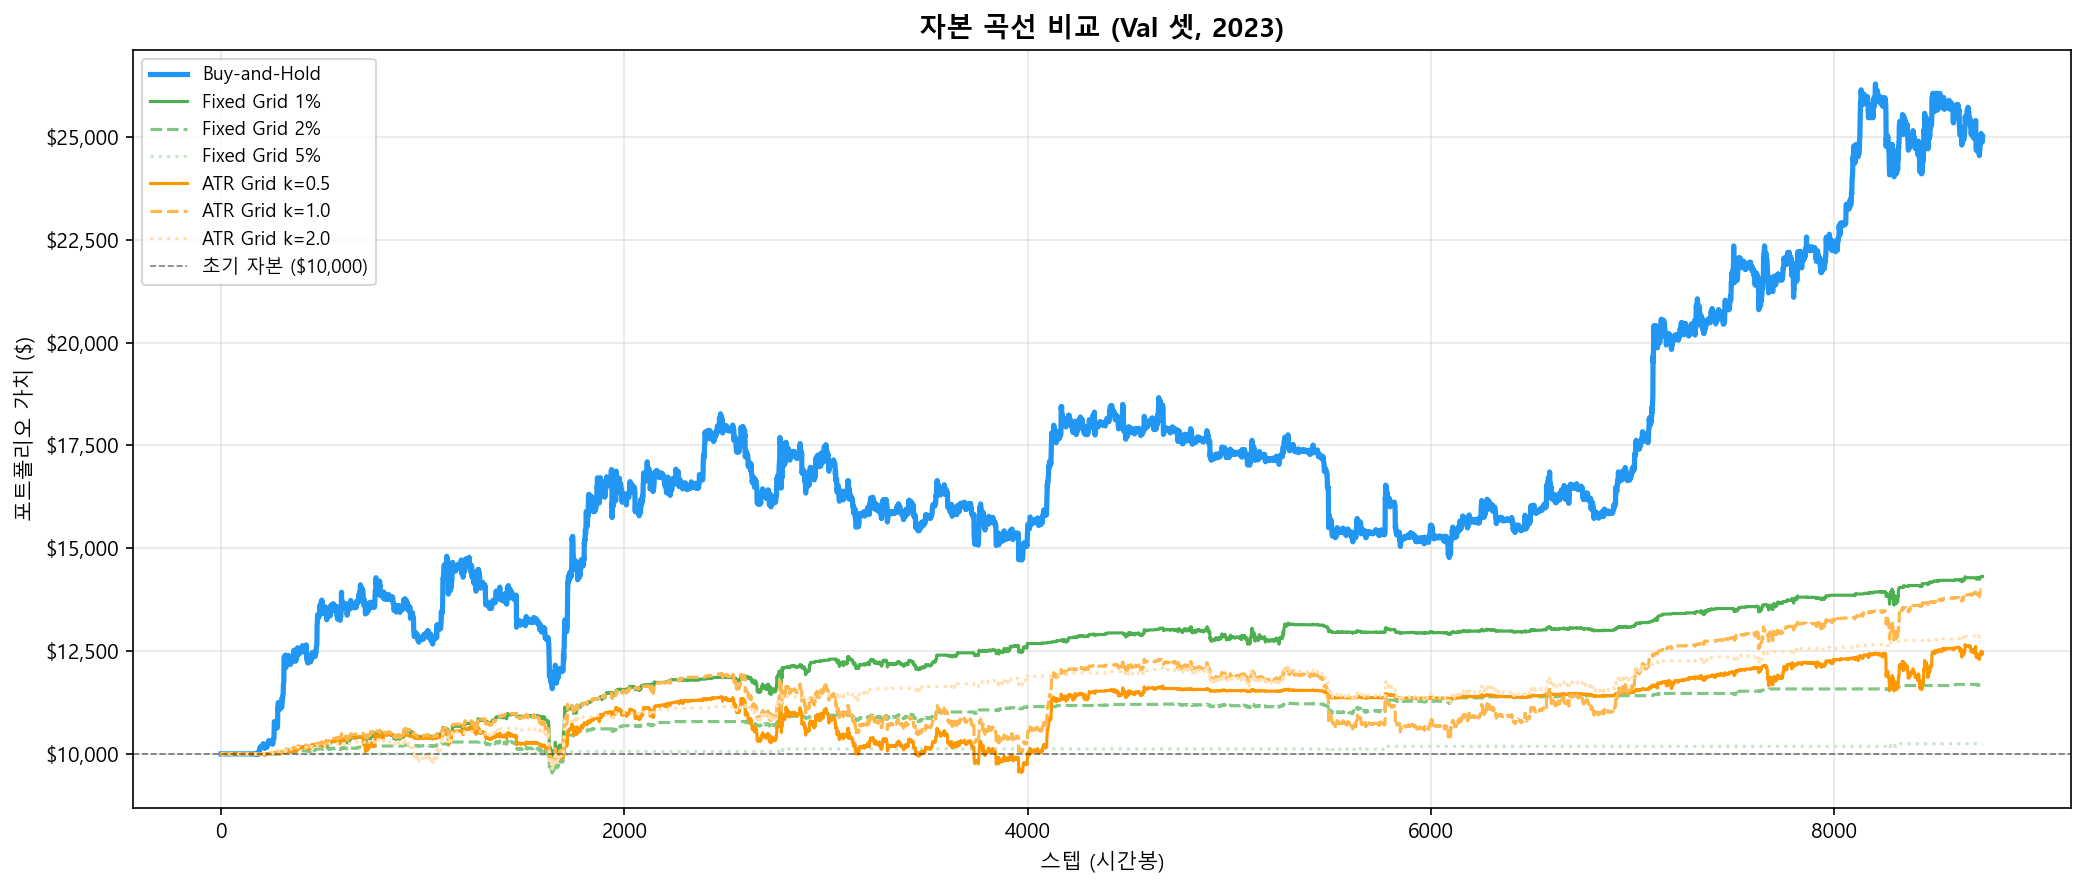 자본 곡선 비교 (Val 셋, 2023)
Buy-and-Hold
Fixed Grid 1%
Fixed Grid 2%
Fixed Grid 5%
ATR Grid k=0.5
ATR Grid k=1.0
ATR Grid k=2.0
초기 자본 ($10,000)
포트폴리오 가치 ($)
$25,000
$22,500
$20,000
$17,500
$15,000
$12,500
$10,000
0 2000 4000 6000 8000
스텝 (시간봉)